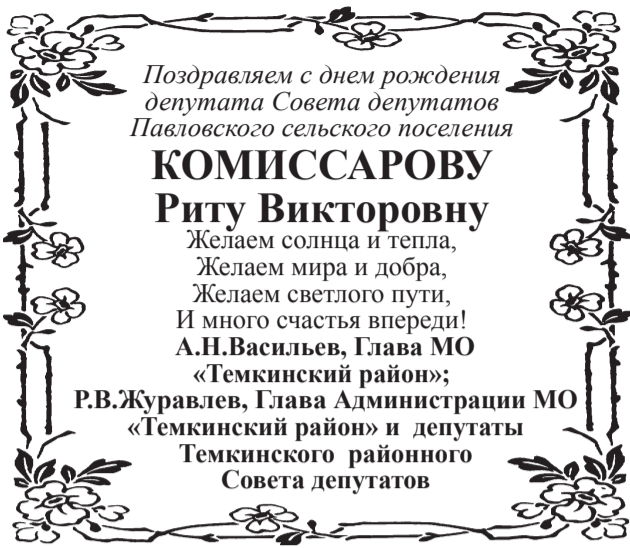 Поздравляем с днем рождения
депутата Совета депутатов
Павловского сельского поселения
КОМИССАРОВУ
Риту Викторовну
Желаем солнца и тепла,
Желаем мира и добра,
Желаем светлого пути,
И много счастья впереди!
А.Н.Васильев, Глава МО
«Темкинский район»;
Р.В.Журавлев, Глава Администрации МО
«Темкинский район» и депутаты
Темкинского районного
Совета депутатов